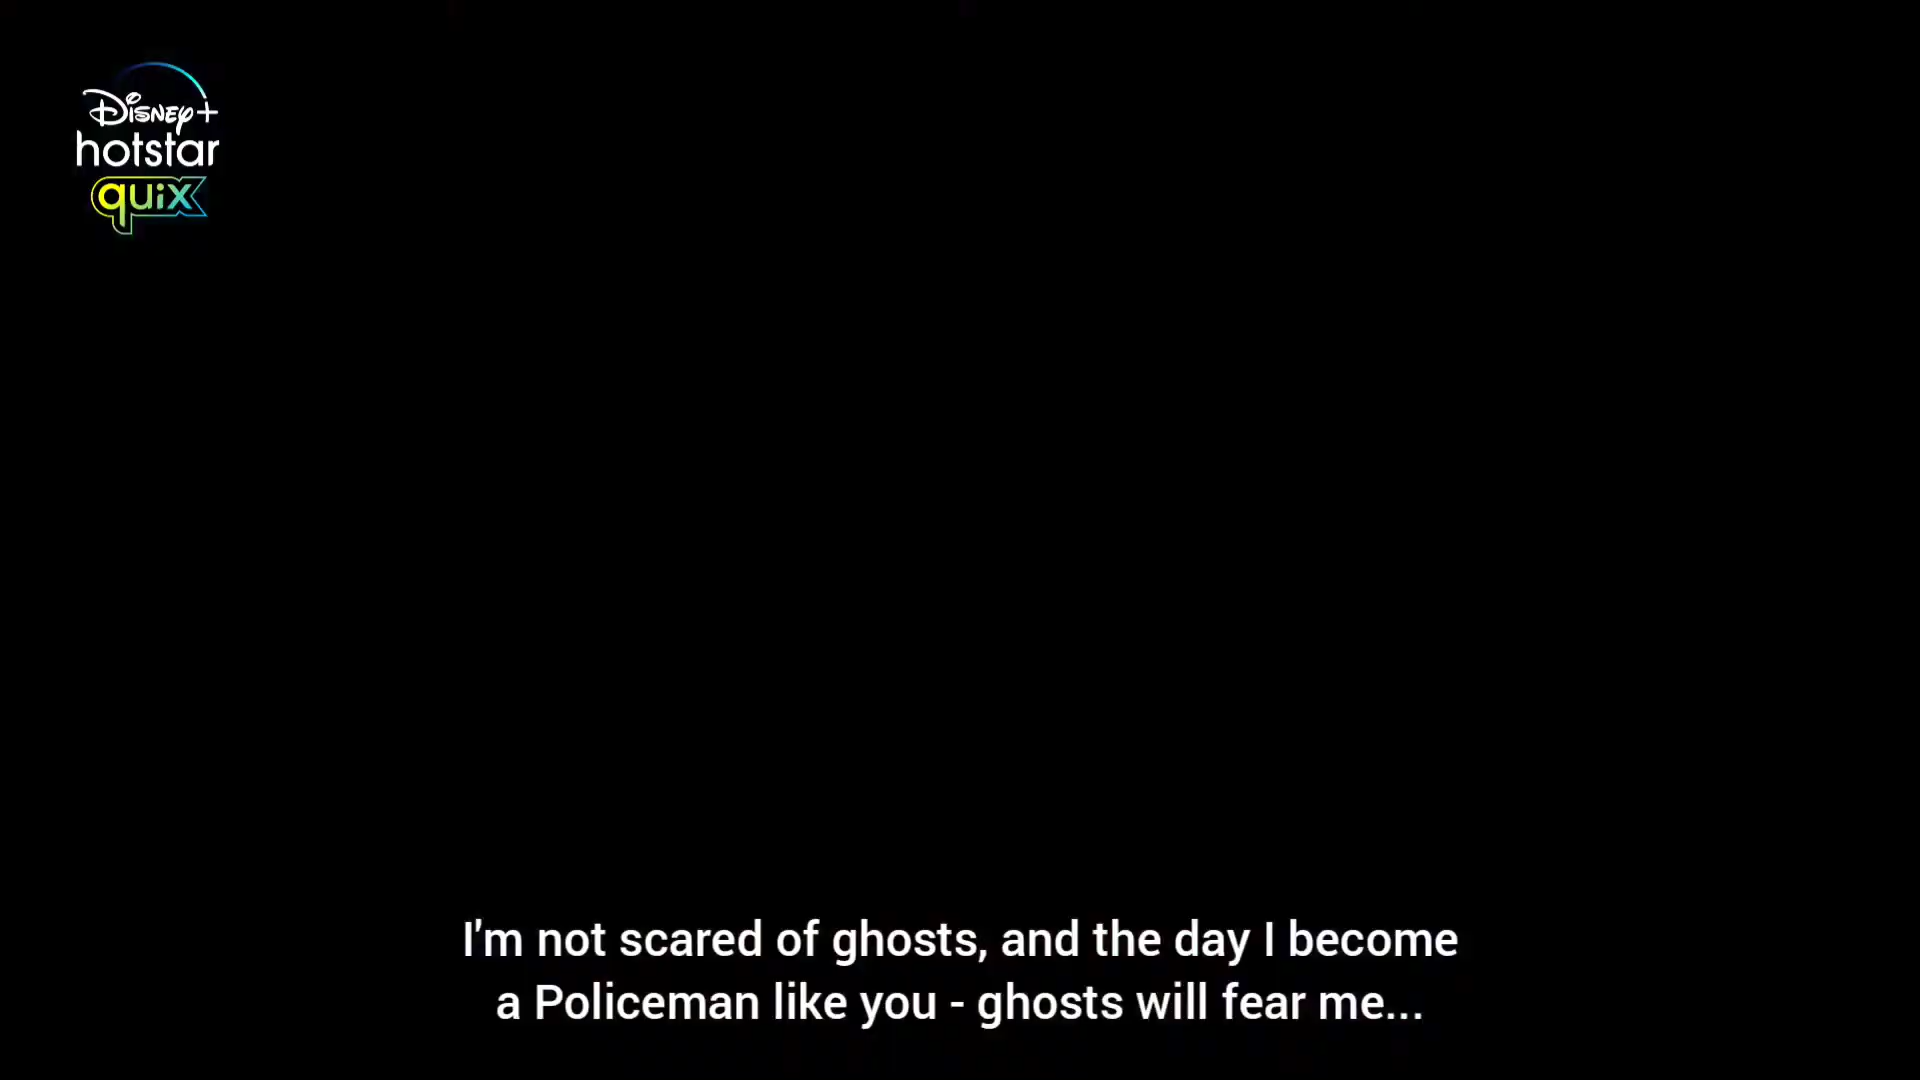 Disney+
hotstar
quix
I'm not scared of ghosts, and the day I become
a Policeman like you - ghosts will fear me...